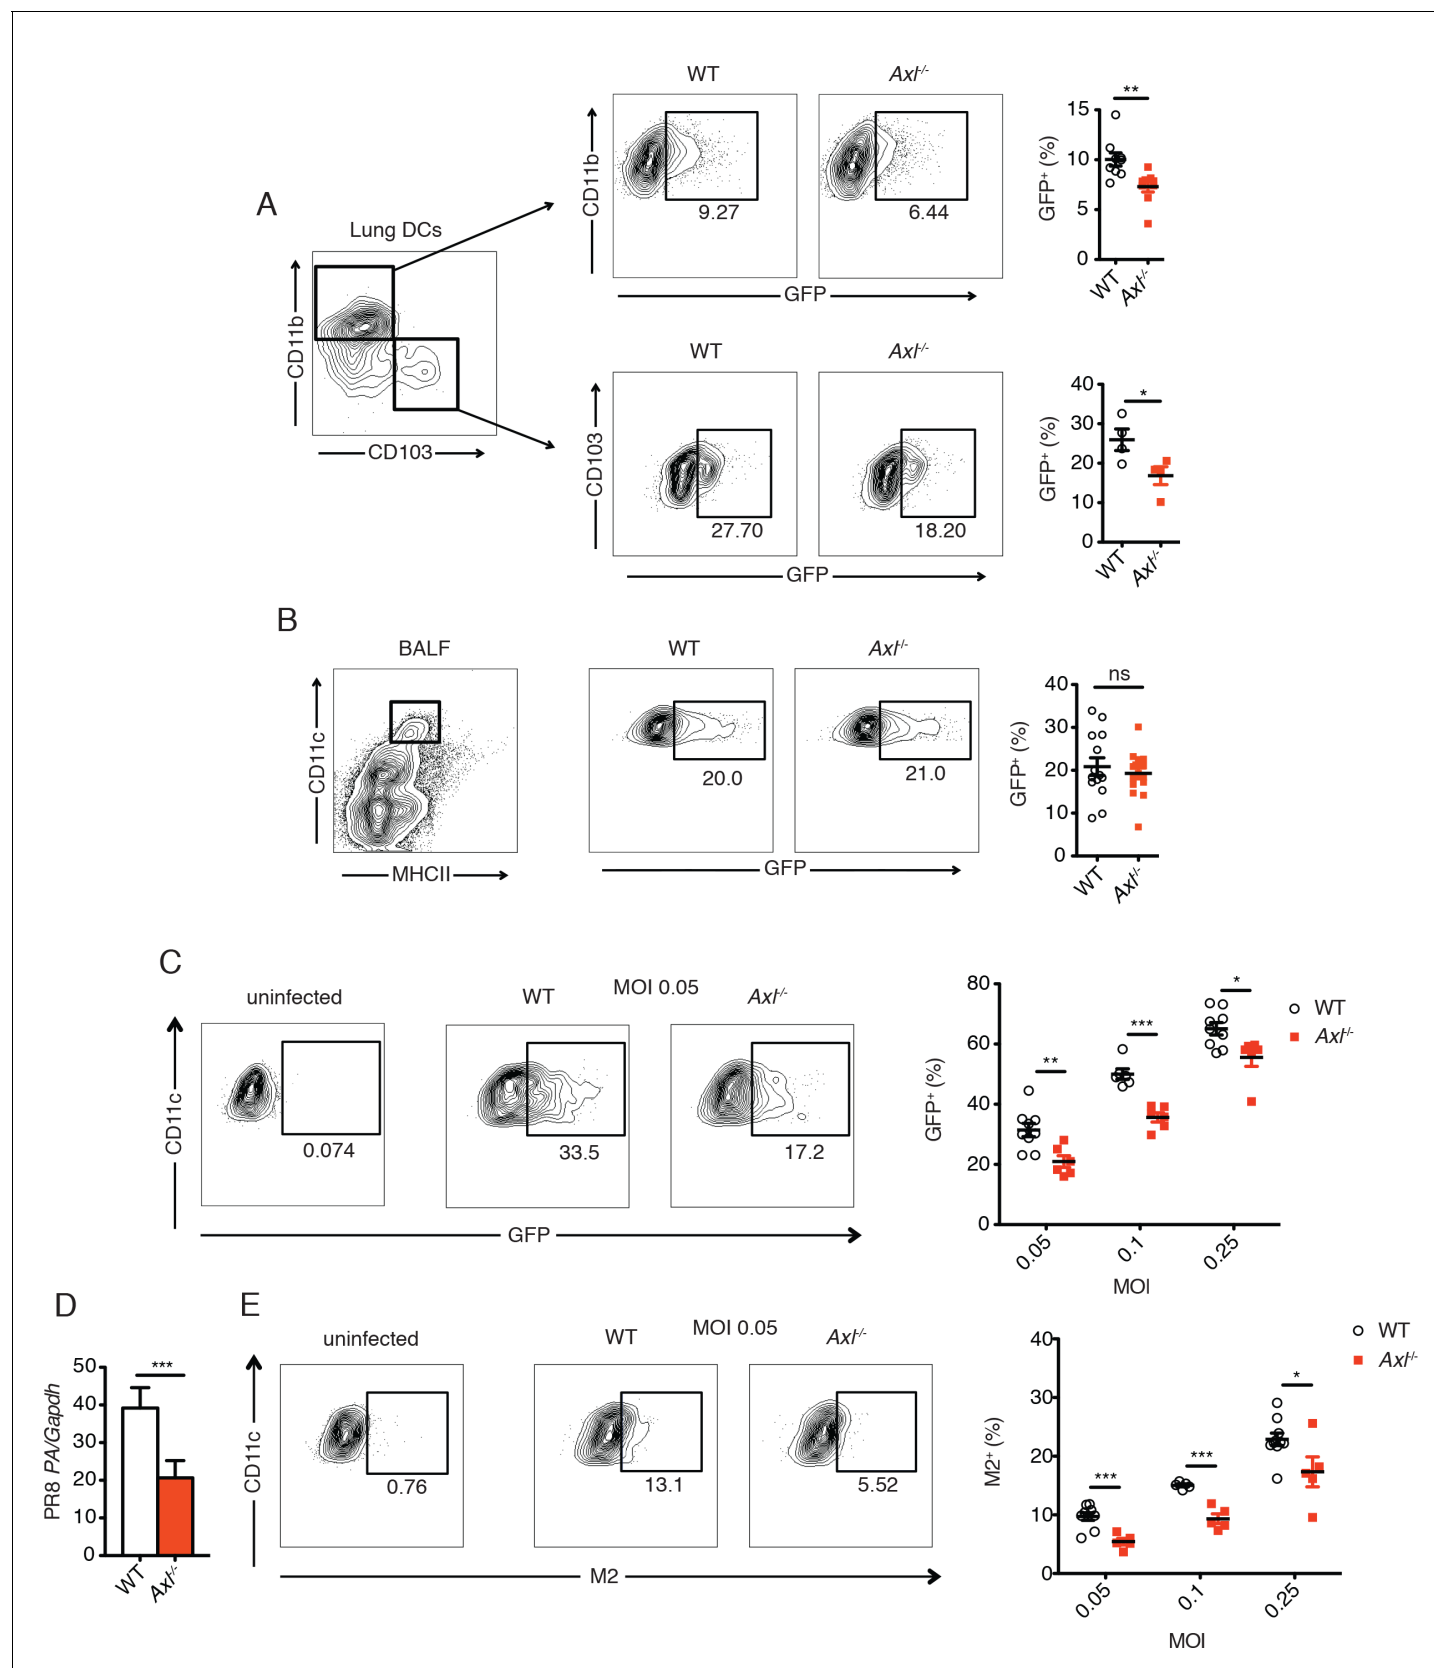 A
Lung DCs
CD11b
CD103
WT
Axl-/-
CD11b
9.27
6.44
GFP
**
15
10
5
0
GFP+ (%)
WT
Axl-/-
WT
Axl-/-
CD103
27.70
18.20
GFP
*
40
30
20
10
0
GFP+ (%)
WT
Axl-/-
B
BALF
CD11c
MHCII
WT
Axl-/-
20.0
21.0
GFP
ns
40
30
20
10
0
GFP+ (%)
WT
Axl-/-
C
uninfected
WT
MOI 0.05
Axl-/-
CD11c
0.074
33.5
17.2
GFP
80
60
40
20
0
GFP+ (%)
**
***
*
WT
Axl-/-
0.05
0.1
0.25
MOI
D
50
40
30
20
10
0
PR8 PA/Gapdh
***
WT
Axl-/-
E
uninfected
WT
MOI 0.05
Axl-/-
CD11c
0.76
13.1
5.52
M2
40
30
20
10
0
M2+ (%)
***
***
*
WT
Axl-/-
0.05
0.1
0.25
MOI